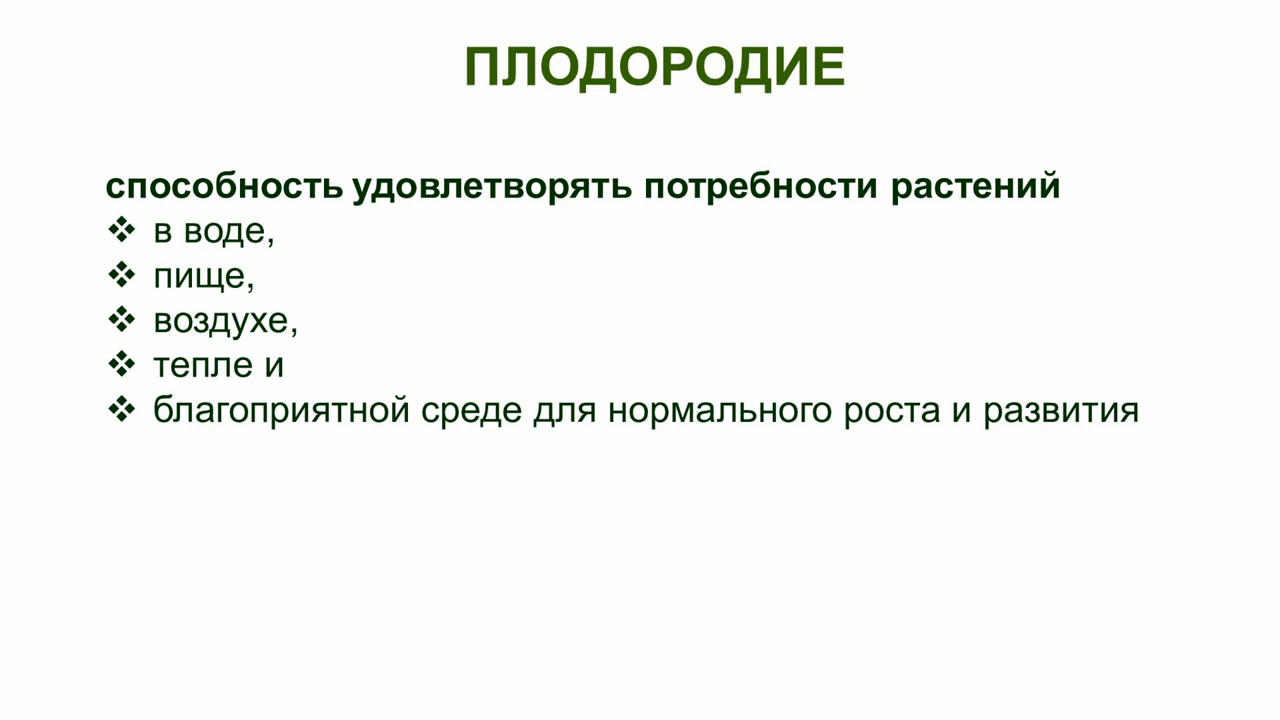 ПЛОДОРОДИЕ
способность удовлетворять потребности растений
❖ в воде,
❖ пище,
❖ воздухе,
❖ тепле и
❖ благоприятной среде для нормального роста и развития